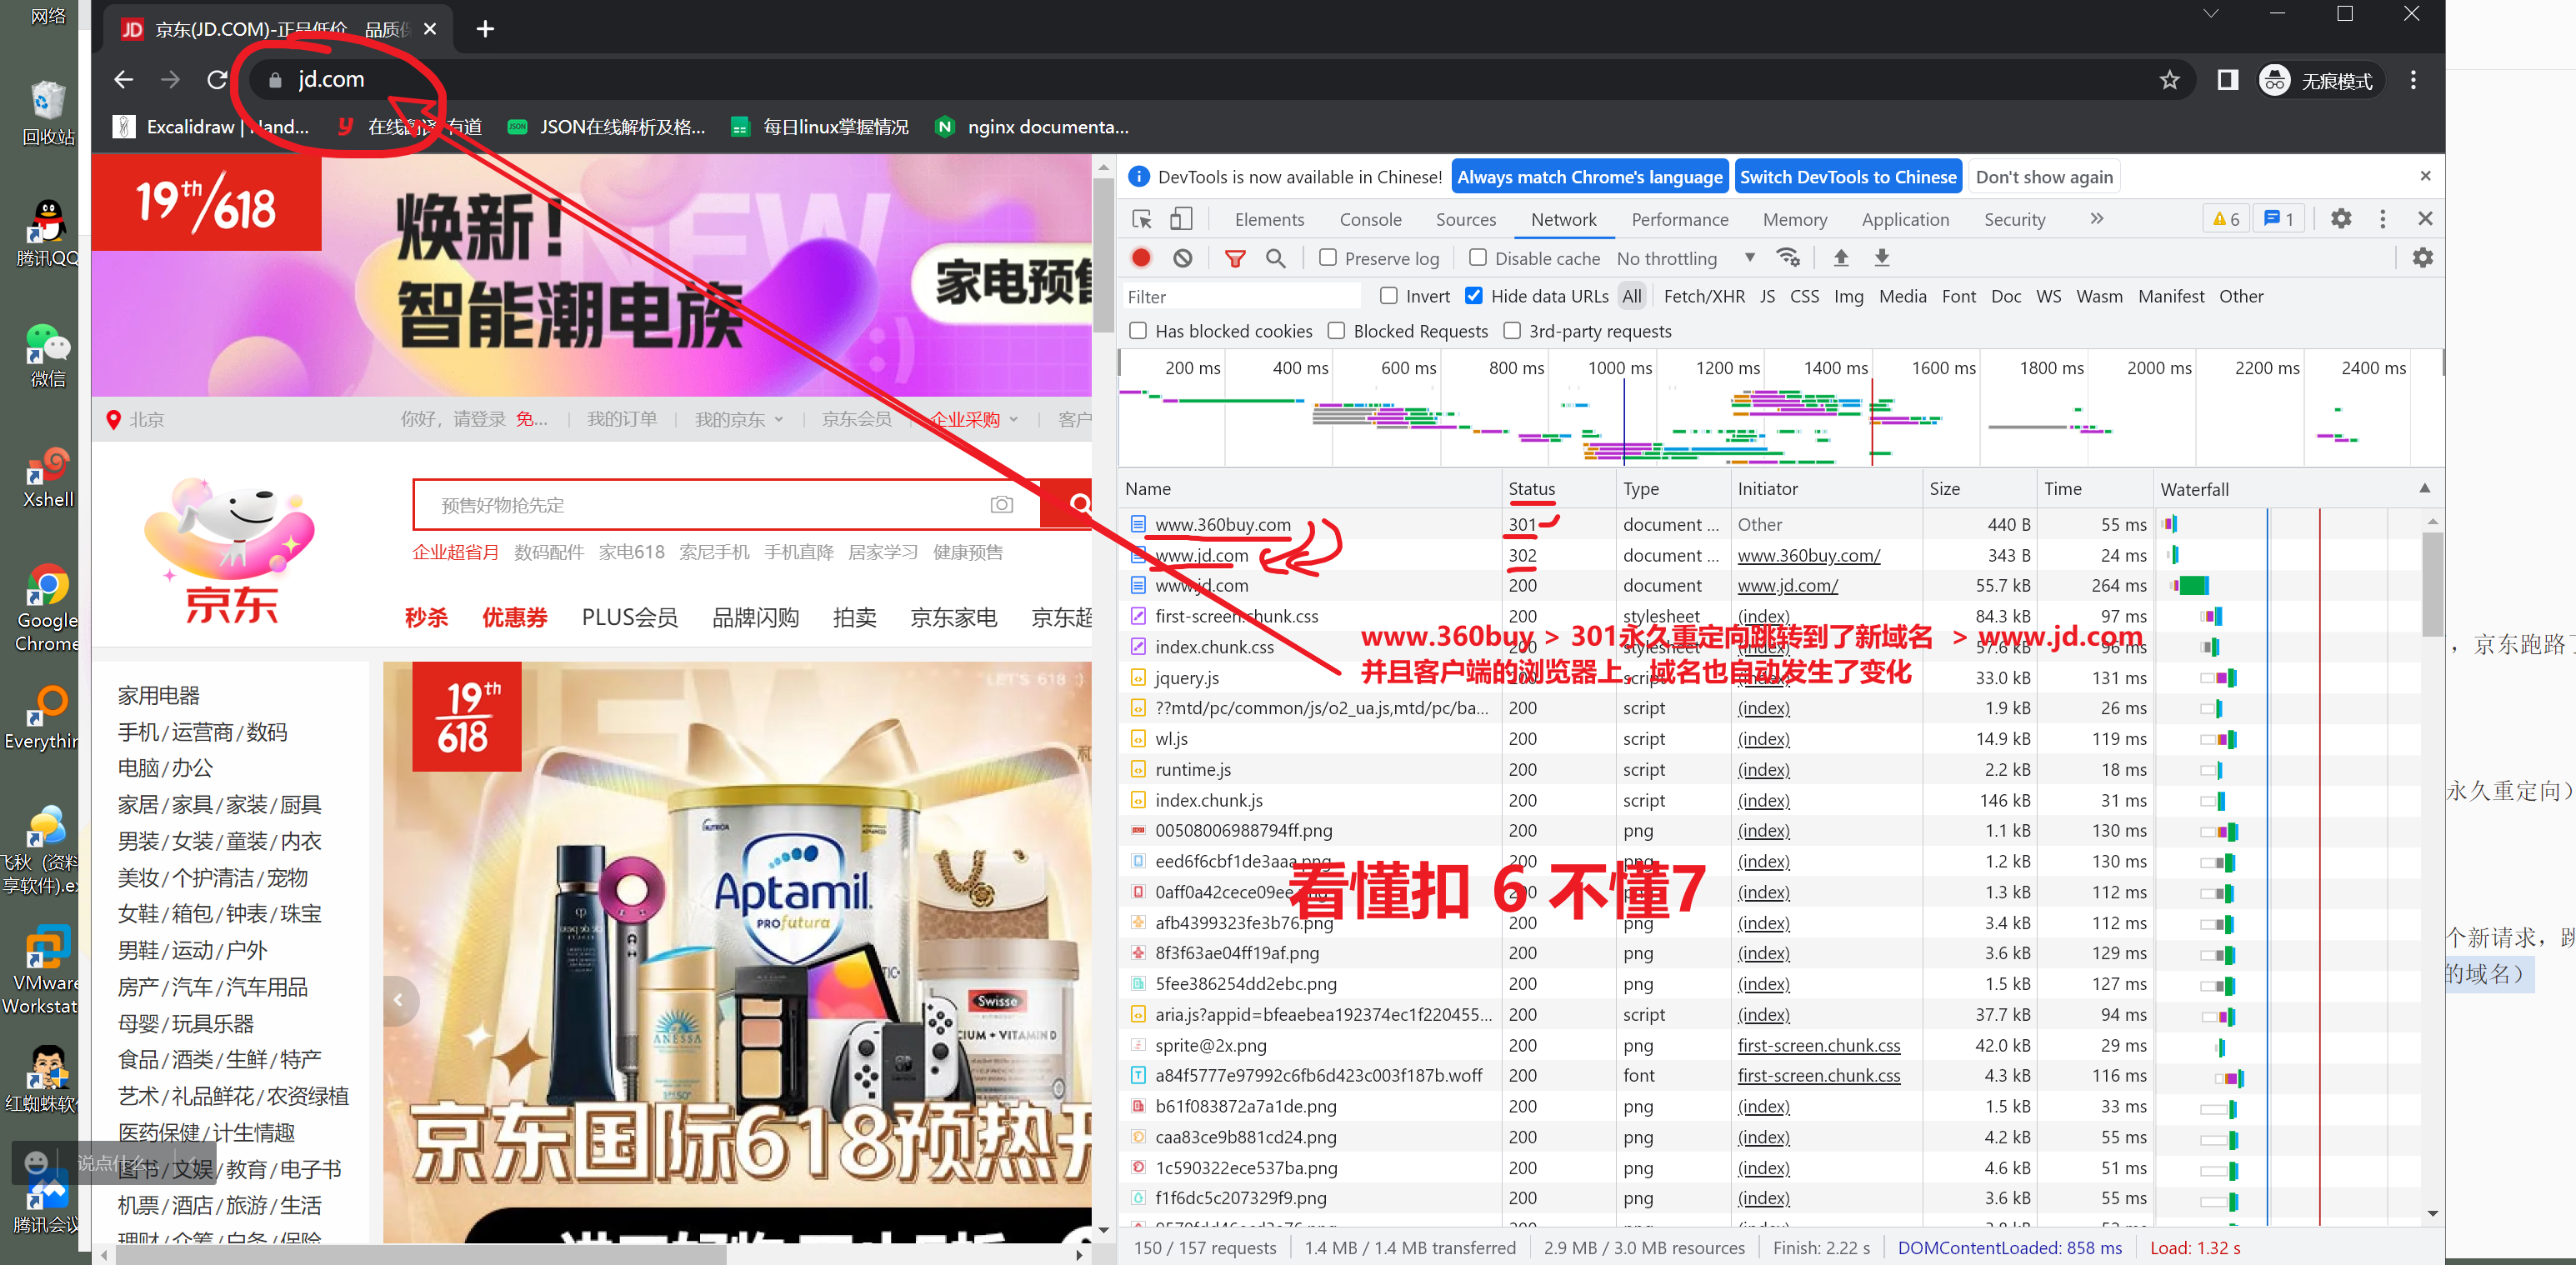 网络
回收站
腾讯QQ
微信
Xshell
Google
Chrome
Everythin
飞秋（资料
享软件).ex
VMware
Workstat
红蜘蛛软
说点什么...
腾讯会议
京东(JD.COM)-正品低价、品质保
jd.com
无痕模式
Excalidraw | Hand...
在线翻译_有道
JSON在线解析及格...
每日linux掌握情况
nginx documenta...
19th/618
焕新！
智能潮电族
NEW
家电预售
北京
你好，请登录 免...
我的订单
我的京东
京东会员
企业采购
客户
京东
预售好物抢先定
企业超省月 数码配件 家电618 索尼手机 手机直降 居家学习 健康预售
秒杀 优惠券 PLUS会员 品牌闪购 拍卖 京东家电 京东超
家用电器
手机/运营商/数码
电脑/办公
家居/家具/家装/厨具
男装/女装/童装/内衣
美妆/个护清洁/宠物
女鞋/箱包/钟表/珠宝
男鞋/运动/户外
房产/汽车/汽车用品
母婴/玩具乐器
食品/酒类/生鲜/特产
艺术/礼品鲜花/农资绿植
医药保健/计生情趣
图书/文娱/教育/电子书
机票/酒店/旅游/生活
理财/众筹/白条/保险
19th
618
LET'S 618 :)
NUTRICIA
Aptamil
PROfutura
ANESSA
Swisse
CIUM + VITAMIN D
京东国际618预热开
DevTools is now available in Chinese! Always match Chrome's language Switch DevTools to Chinese Don't show again
Elements Console Sources Network Performance Memory Application Security 6 1
Preserve log Disable cache No throttling
Filter Invert Hide data URLs All Fetch/XHR JS CSS Img Media Font Doc WS Wasm Manifest Other
Has blocked cookies Blocked Requests 3rd-party requests
200 ms 400 ms 600 ms 800 ms 1000 ms 1200 ms 1400 ms 1600 ms 1800 ms 2000 ms 2200 ms 2400 ms
Name Status Type Initiator Size Time Waterfall
www.360buy.com 301 document ... Other 440 B 55 ms
www.jd.com 302 document ... www.360buy.com/ 343 B 24 ms
www.jd.com 200 document www.jd.com/ 55.7 kB 264 ms
first-screen.chunk.css 200 stylesheet (index) 84.3 kB 97 ms
www.360buy > 301永久重定向跳转到了新域名 > www.jd.com
index.chunk.css 200 stylesheet (index) 57.6 kB 96 ms
并且客户端的浏览器上，域名也自动发生了变化
jquery.js 200 script (index) 33.0 kB 131 ms
??mtd/pc/common/js/o2_ua.js,mtd/pc/ba... 200 script (index) 1.9 kB 26 ms
wl.js 200 script (index) 14.9 kB 119 ms
runtime.js 200 script (index) 2.2 kB 18 ms
index.chunk.js 200 script (index) 146 kB 31 ms
00508006988794ff.png 200 png (index) 1.1 kB 130 ms
eed6f6cbf1de3aaa.png 200 png (index) 1.2 kB 130 ms
看懂扣 6 不懂7
0aff0a42cece09ee.png 200 png (index) 1.3 kB 112 ms
afb4399323fe3b76.png 200 png (index) 3.4 kB 112 ms
8f3f63ae04ff19af.png 200 png (index) 3.6 kB 129 ms
5fee386254dd2ebc.png 200 png (index) 1.5 kB 127 ms
aria.js?appid=bfeaebea192374ec1f220455... 200 script (index) 37.7 kB 94 ms
sprite@2x.png 200 png first-screen.chunk.css 42.0 kB 29 ms
a84f5777e97992c6fb6d423c003f187b.woff 200 font first-screen.chunk.css 4.3 kB 116 ms
b61f083872a7a1de.png 200 png (index) 1.5 kB 33 ms
caa83ce9b881cd24.png 200 png (index) 4.2 kB 55 ms
1c590322ece537ba.png 200 png (index) 4.6 kB 51 ms
f1f6dc5c207329f9.png 200 png (index) 3.6 kB 55 ms
150 / 157 requests 1.4 MB / 1.4 MB transferred 2.9 MB / 3.0 MB resources Finish: 2.22 s DOMContentLoaded: 858 ms Load: 1.32 s
，京东跑路了
永久重定向）
个新请求，跳
的域名）